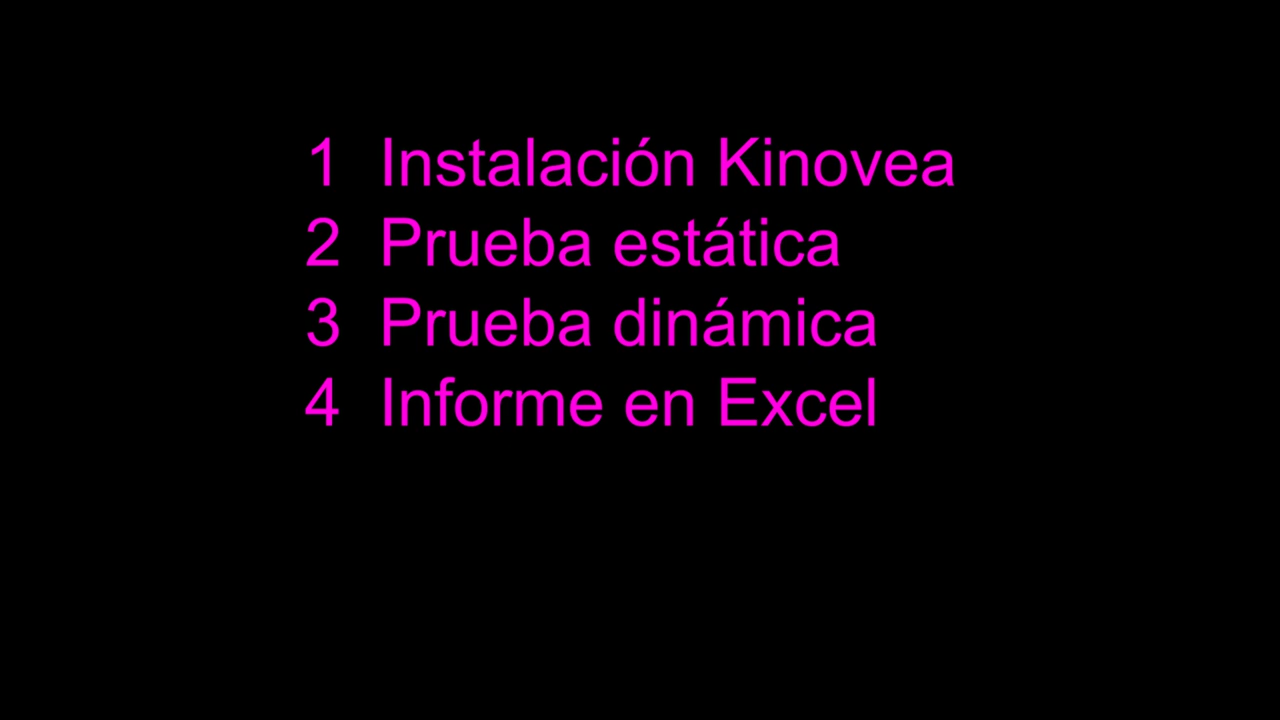 1 Instalación Kinovea
2 Prueba estática
3 Prueba dinámica
4 Informe en Excel